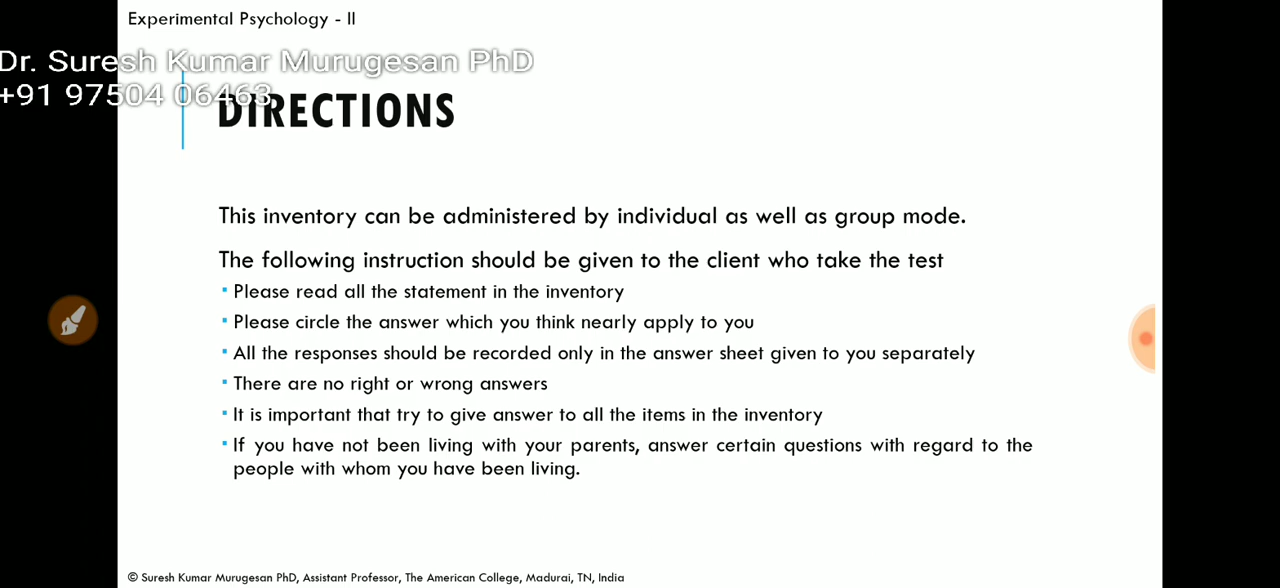 Experimental Psychology - II
Dr. Suresh Kumar Murugesan PhD
+91 97504 06463
DIRECTIONS
This inventory can be administered by individual as well as group mode.
The following instruction should be given to the client who take the test
▪ Please read all the statement in the inventory
▪ Please circle the answer which you think nearly apply to you
▪ All the responses should be recorded only in the answer sheet given to you separately
▪ There are no right or wrong answers
▪ It is important that try to give answer to all the items in the inventory
▪ If you have not been living with your parents, answer certain questions with regard to the
people with whom you have been living.
© Suresh Kumar Murugesan PhD, Assistant Professor, The American College, Madurai, TN, India